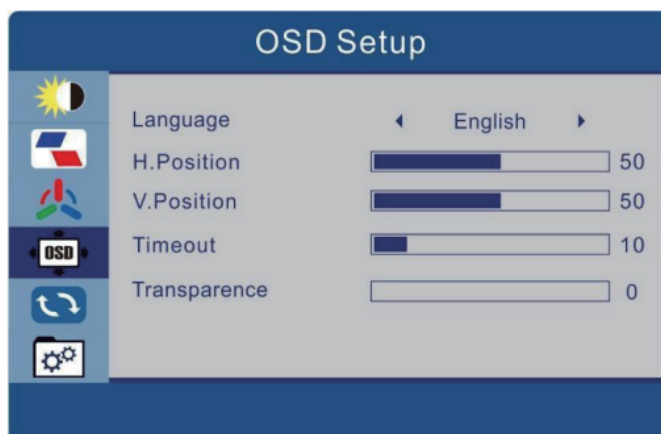 OSD Setup
Language English
H.Position 50
V.Position 50
OSD
Timeout 10
Transparence 0